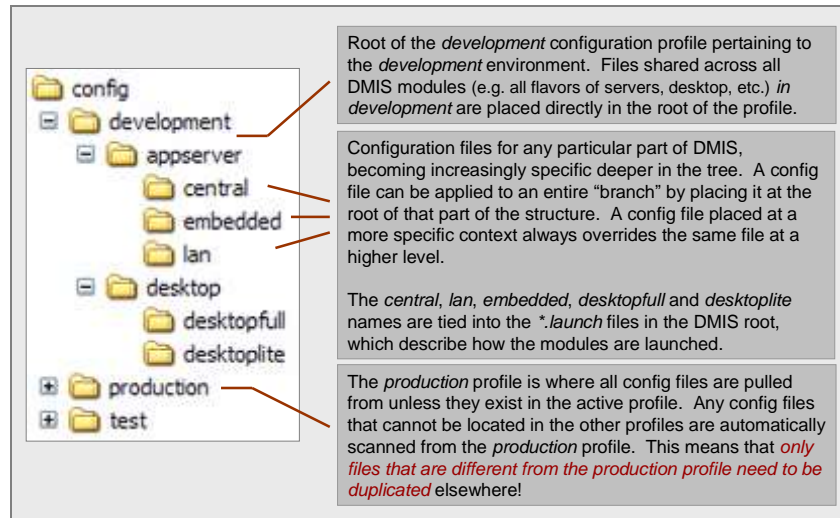 config
development
appserver
central
embedded
lan
desktop
desktopfull
desktoplite
production
test
Root of the development configuration profile pertaining to
the development environment. Files shared across all
DMIS modules (e.g. all flavors of servers, desktop, etc.) in
development are placed directly in the root of the profile.
Configuration files for any particular part of DMIS,
becoming increasingly specific deeper in the tree. A config
file can be applied to an entire “branch” by placing it at the
root of that part of the structure. A config file placed at a
more specific context always overrides the same file at a
higher level.
The central, lan, embedded, desktopfull and desktoplite
names are tied into the *.launch files in the DMIS root,
which describe how the modules are launched.
The production profile is where all config files are pulled
from unless they exist in the active profile. Any config files
that cannot be located in the other profiles are automatically
scanned from the production profile. This means that only
files that are different from the production profile need to be
duplicated elsewhere!